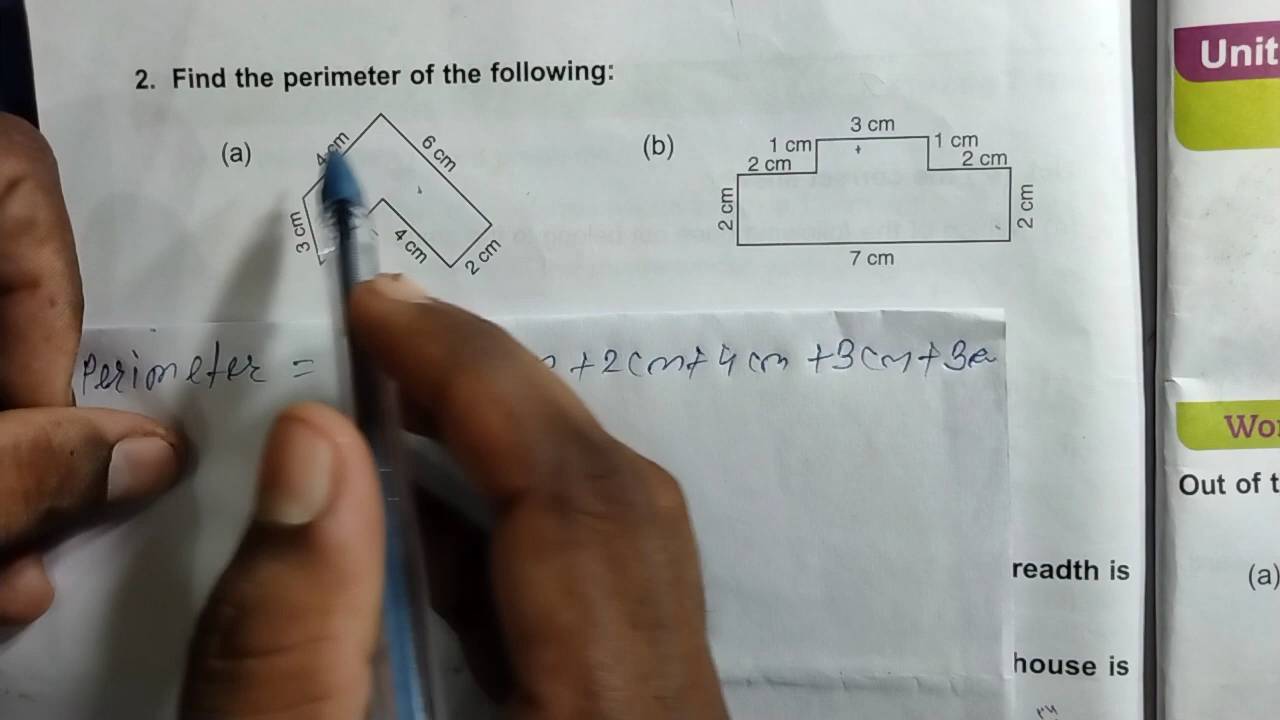 Unit
2. Find the perimeter of the following:
(a)
4 cm
6 cm
3 cm
4 cm
2 cm
(b)
3 cm
1 cm
1 cm
2 cm
2 cm
2 cm
2 cm
7 cm
Perimeter = +2cm+4cm+3cm+3c
Wo
Out of t
readth is
(a)
house is